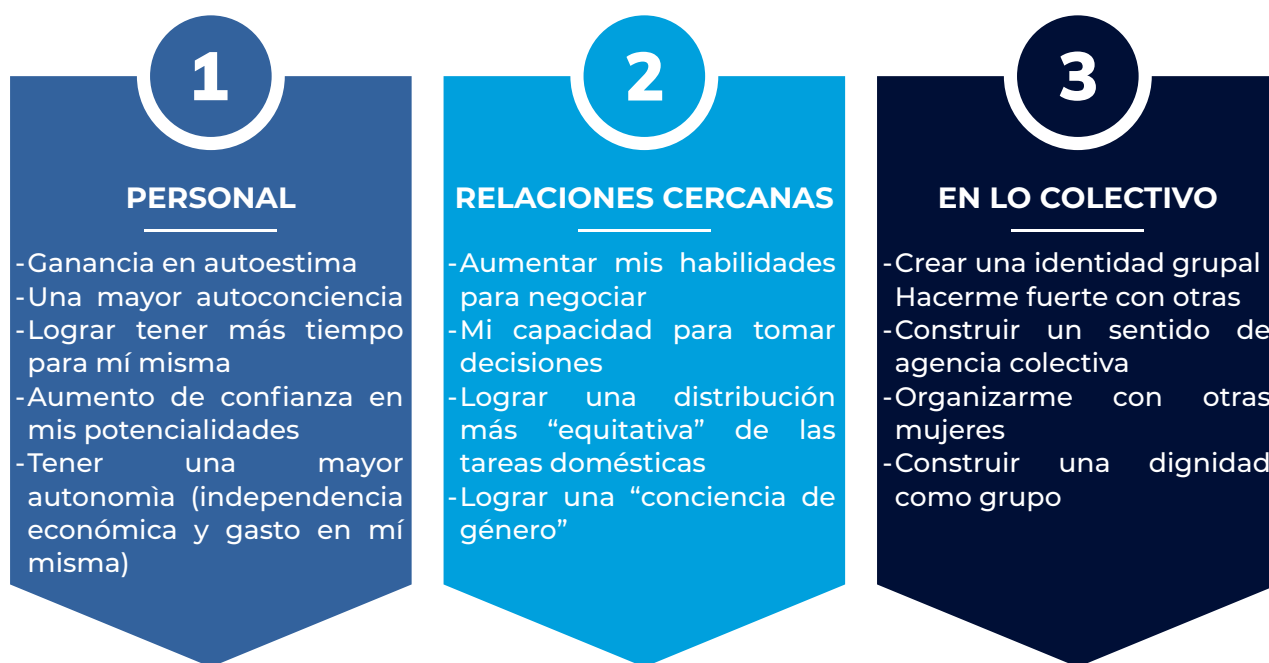 1
PERSONAL
-Ganancia en autoestima
-Una mayor autoconciencia
-Lograr tener más tiempo
para mí misma
-Aumento de confianza en
mis potencialidades
-Tener una mayor
autonomìa (independencia
económica y gasto en mí
misma)
2
RELACIONES CERCANAS
-Aumentar mis habilidades
para negociar
-Mi capacidad para tomar
decisiones
-Lograr una distribución
más “equitativa” de las
tareas domésticas
-Lograr una “conciencia de
género”
3
EN LO COLECTIVO
-Crear una identidad grupal
Hacerme fuerte con otras
-Construir un sentido de
agencia colectiva
-Organizarme con otras
mujeres
-Construir una dignidad
como grupo